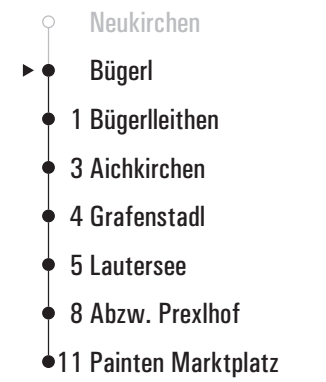 Neukirchen
Bügerl
1 Bügerlleithen
3 Aichkirchen
4 Grafenstadl
5 Lautersee
8 Abzw. Prexlhof
11 Painten Marktplatz